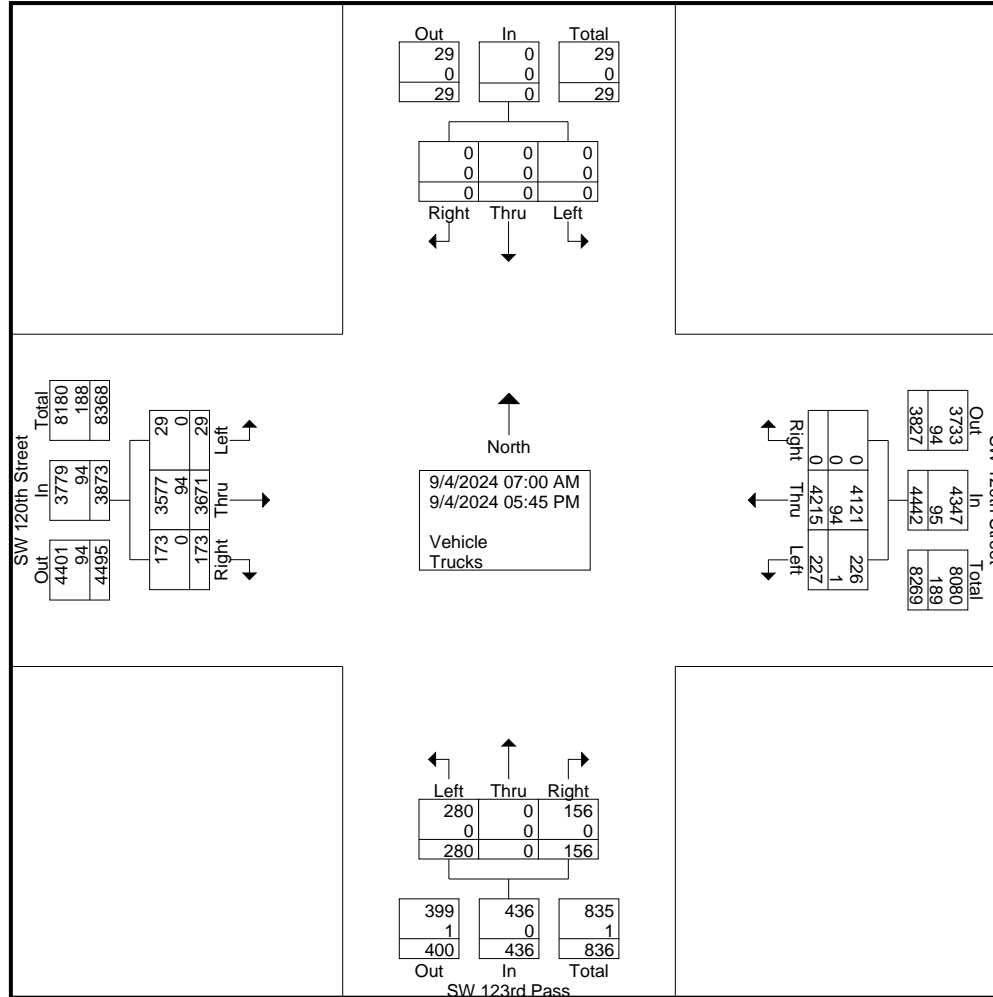 Out In Total
29 0 29
0 0 0
29 0 29
0 0 0
0 0 0
0 0 0
Right Thru Left
SW 120th Street
Total In Out
8180 3779 4401
188 94 94
8368 3873 4495
Left Thru Right
29 3577 173
0 94 0
29 3671 173
North
9/4/2024 07:00 AM
9/4/2024 05:45 PM
Vehicle
Trucks
Right Thru Left
0 4121 226
0 94 1
0 4215 227
Out In Total
3733 4347 8080
94 95 189
3827 4442 8269
Street
Left Thru Right
280 0 156
0 0 0
280 0 156
399 436 835
1 0 1
400 436 836
Out In Total
SW 123rd Pass